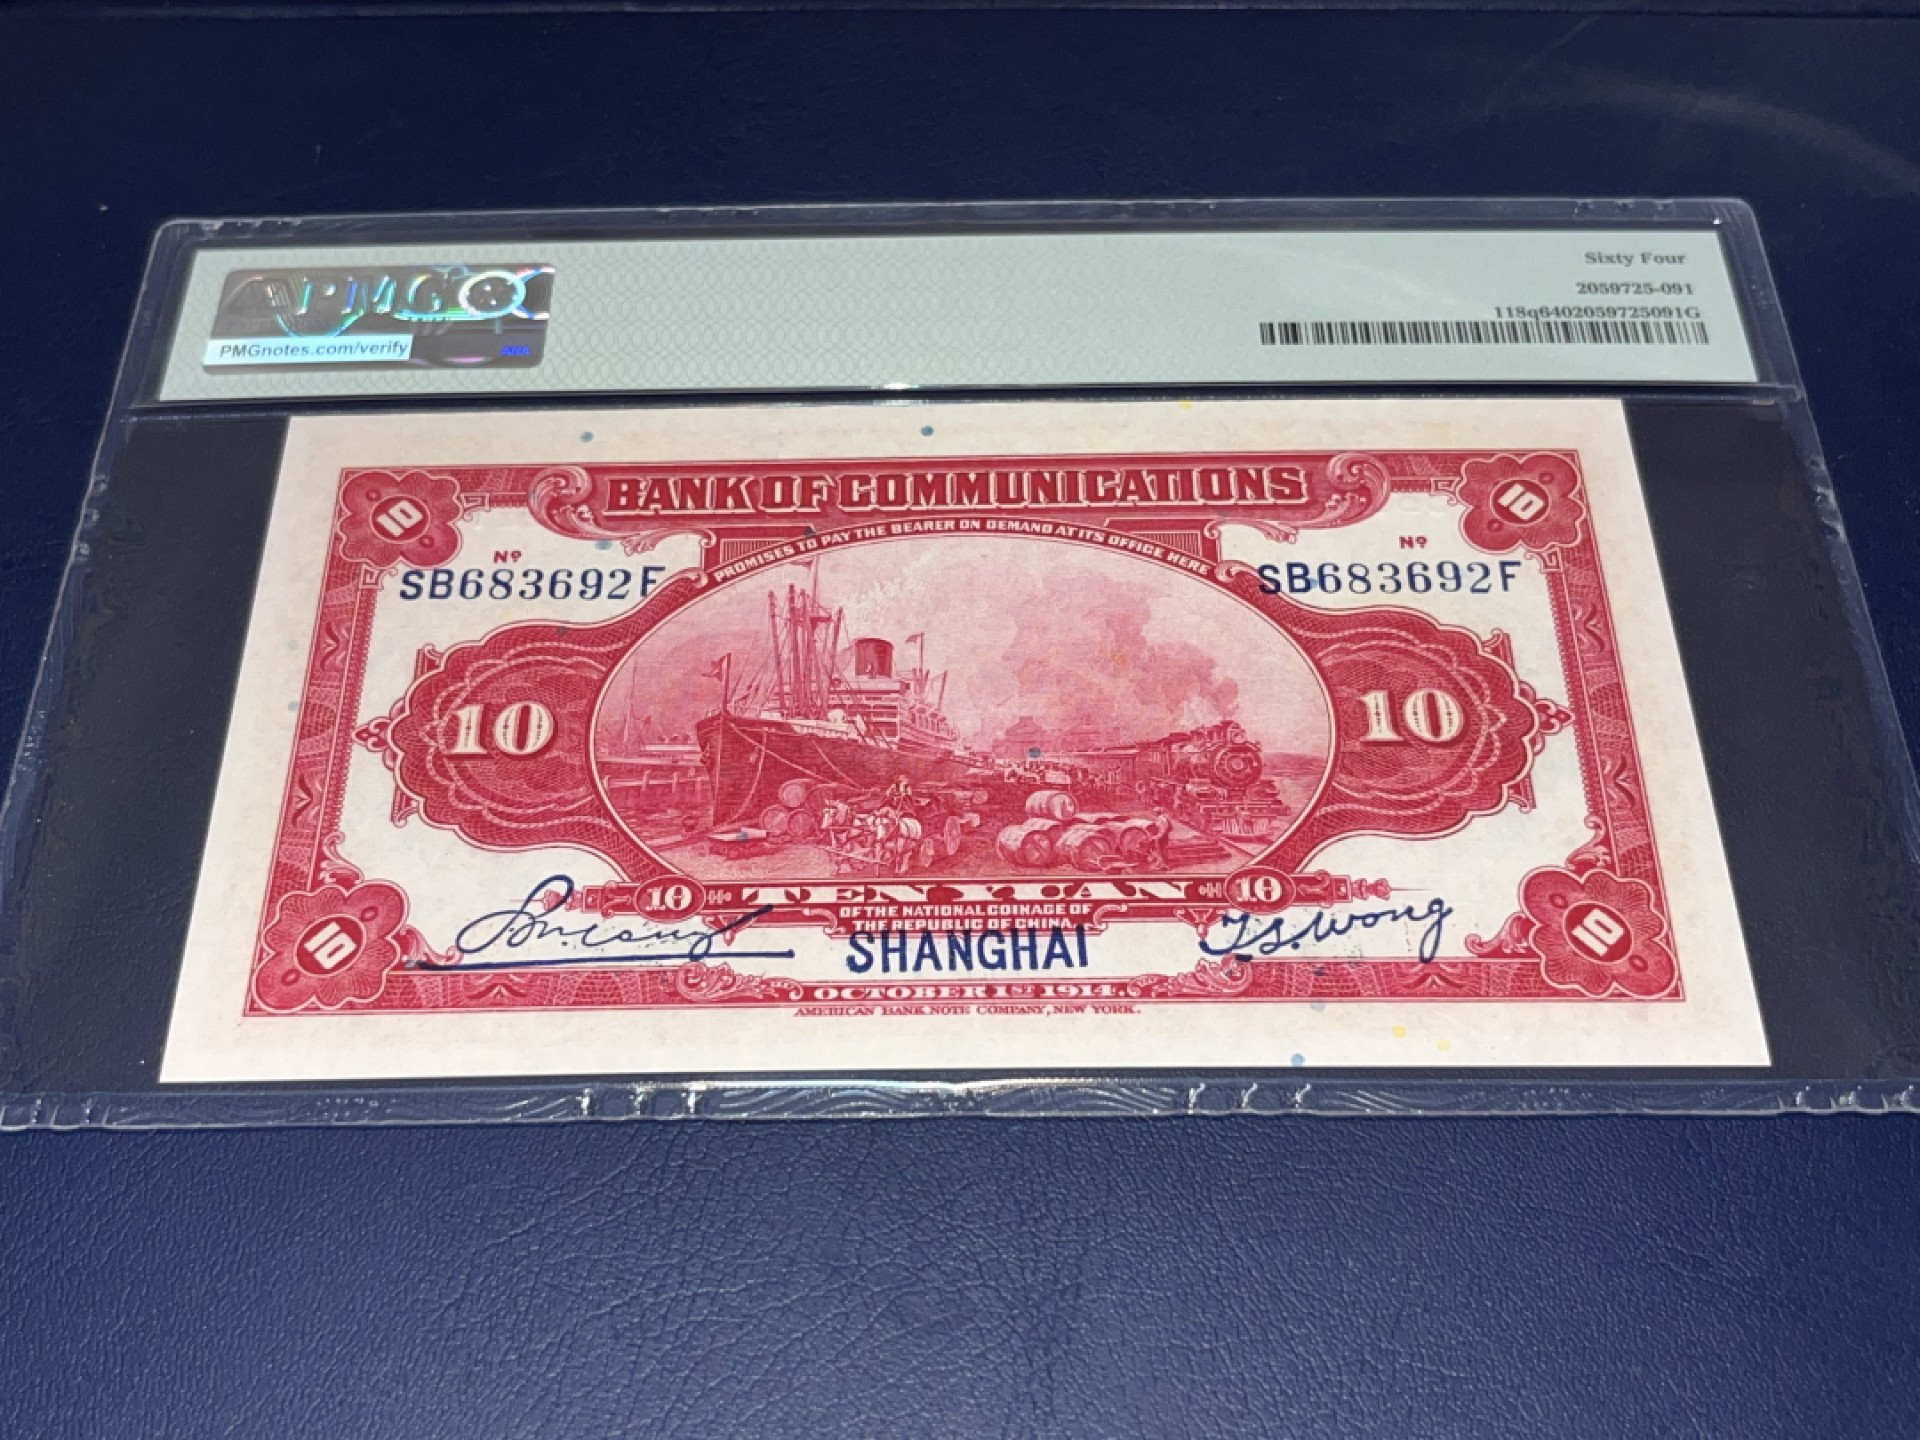 Sixty Four
2059725-091
118q6402059725091G
PMG
PMGnotes.com/verify
BANK OF COMMUNICATIONS
PROMISES TO PAY THE BEARER ON DEMAND AT ITS OFFICE HERE
10 10
Nº Nº
SB683692F SB683692F
10 10
10 TEN YUAN 10
OF THE NATIONAL COINAGE OF
THE REPUBLIC OF CHINA.
T.S. Wong
10 SHANGHAI 10
OCTOBER 1ST 1914.
AMERICAN BANK NOTE COMPANY, NEW YORK.